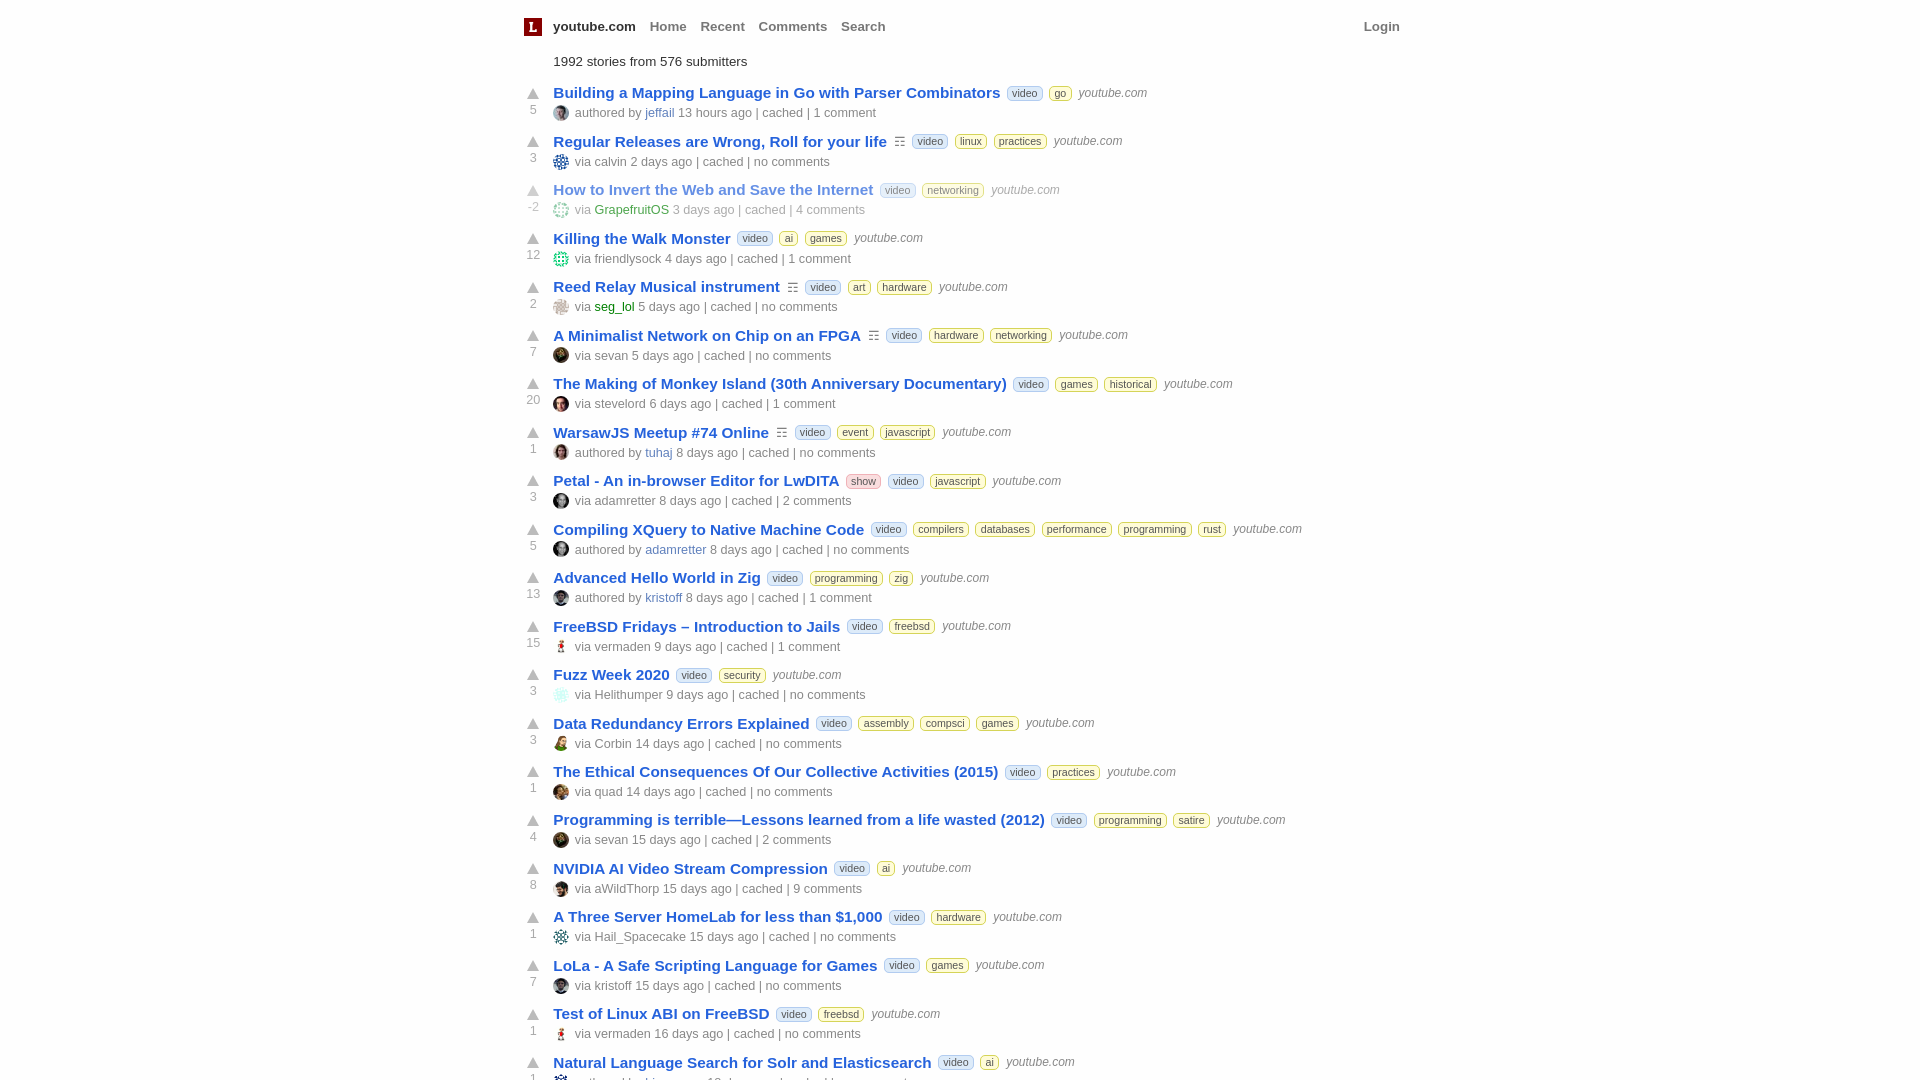 L youtube.com Home Recent Comments Search Login
1992 stories from 576 submitters
Building a Mapping Language in Go with Parser Combinators video go youtube.com
5 authored by jeffail 13 hours ago | cached | 1 comment
Regular Releases are Wrong, Roll for your life ☶ video linux practices youtube.com
3 via calvin 2 days ago | cached | no comments
How to Invert the Web and Save the Internet video networking youtube.com
-2 via GrapefruitOS 3 days ago | cached | 4 comments
Killing the Walk Monster video ai games youtube.com
12 via friendlysock 4 days ago | cached | 1 comment
Reed Relay Musical instrument ☶ video art hardware youtube.com
2 via seg_lol 5 days ago | cached | no comments
A Minimalist Network on Chip on an FPGA ☶ video hardware networking youtube.com
7 via sevan 5 days ago | cached | no comments
The Making of Monkey Island (30th Anniversary Documentary) video games historical youtube.com
20 via stevelord 6 days ago | cached | 1 comment
WarsawJS Meetup #74 Online ☶ video event javascript youtube.com
1 authored by tuhaj 8 days ago | cached | no comments
Petal - An in-browser Editor for LwDITA show video javascript youtube.com
3 via adamretter 8 days ago | cached | 2 comments
Compiling XQuery to Native Machine Code video compilers databases performance programming rust youtube.com
5 authored by adamretter 8 days ago | cached | no comments
Advanced Hello World in Zig video programming zig youtube.com
13 authored by kristoff 8 days ago | cached | 1 comment
FreeBSD Fridays – Introduction to Jails video freebsd youtube.com
15 via vermaden 9 days ago | cached | 1 comment
Fuzz Week 2020 video security youtube.com
3 via Helithumper 9 days ago | cached | no comments
Data Redundancy Errors Explained video assembly compsci games youtube.com
3 via Corbin 14 days ago | cached | no comments
The Ethical Consequences Of Our Collective Activities (2015) video practices youtube.com
1 via quad 14 days ago | cached | no comments
Programming is terrible—Lessons learned from a life wasted (2012) video programming satire youtube.com
4 via sevan 15 days ago | cached | 2 comments
NVIDIA AI Video Stream Compression video ai youtube.com
8 via aWildThorp 15 days ago | cached | 9 comments
A Three Server HomeLab for less than $1,000 video hardware youtube.com
1 via Hail_Spacecake 15 days ago | cached | no comments
LoLa - A Safe Scripting Language for Games video games youtube.com
7 via kristoff 15 days ago | cached | no comments
Test of Linux ABI on FreeBSD video freebsd youtube.com
1 via vermaden 16 days ago | cached | no comments
Natural Language Search for Solr and Elasticsearch video ai youtube.com